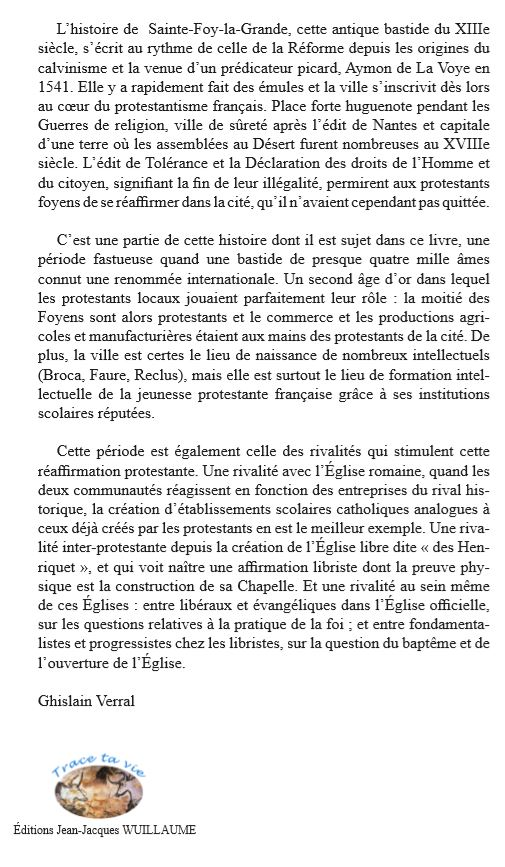 L’histoire de Sainte-Foy-la-Grande, cette antique bastide du XIIIe
siècle, s’écrit au rythme de celle de la Réforme depuis les origines du
calvinisme et la venue d’un prédicateur picard, Aymon de La Voye en
1541. Elle y a rapidement fait des émules et la ville s’inscrivit dès lors
au cœur du protestantisme français. Place forte huguenote pendant les
Guerres de religion, ville de sûreté après l’édit de Nantes et capitale
d’une terre où les assemblées au Désert furent nombreuses au XVIIIe
siècle. L’édit de Tolérance et la Déclaration des droits de l’Homme et
du citoyen, signifiant la fin de leur illégalité, permirent aux protestants
foyens de se réaffirmer dans la cité, qu’il n’avaient cependant pas quittée.
C’est une partie de cette histoire dont il est sujet dans ce livre, une
période fastueuse quand une bastide de presque quatre mille âmes
connut une renommée internationale. Un second âge d’or dans lequel
les protestants locaux jouaient parfaitement leur rôle : la moitié des
Foyens sont alors protestants et le commerce et les productions agri-
coles et manufacturières étaient aux mains des protestants de la cité. De
plus, la ville est certes le lieu de naissance de nombreux intellectuels
(Broca, Faure, Reclus), mais elle est surtout le lieu de formation intel-
lectuelle de la jeunesse protestante française grâce à ses institutions
scolaires réputées.
Cette période est également celle des rivalités qui stimulent cette
réaffirmation protestante. Une rivalité avec l’Église romaine, quand les
deux communautés réagissent en fonction des entreprises du rival his-
torique, la création d’établissements scolaires catholiques analogues à
ceux déjà créés par les protestants en est le meilleur exemple. Une riva-
lité inter-protestante depuis la création de l’Église libre dite « des Hen-
riquet », et qui voit naître une affirmation libriste dont la preuve phy-
sique est la construction de sa Chapelle. Et une rivalité au sein même
de ces Églises : entre libéraux et évangéliques dans l’Église officielle,
sur les questions relatives à la pratique de la foi ; et entre fondamenta-
listes et progressistes chez les libristes, sur la question du baptême et de
l’ouverture de l’Église.
Ghislain Verral
Trace ta vie
Éditions Jean-Jacques WUILLAUME